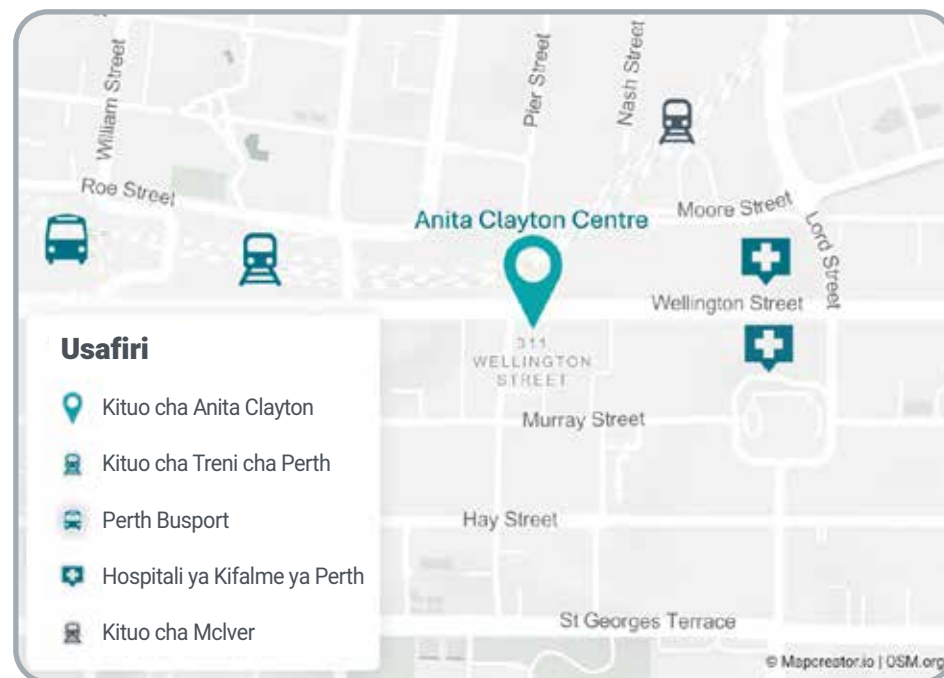 William Street
Pier Street
Nash Street
Roe Street
Moore Street
Anita Clayton Centre
Lord Street
Wellington Street
311
WELLINGTON
STREET
Murray Street
Hay Street
St Georges Terrace
Usafiri
Kituo cha Anita Clayton
Kituo cha Treni cha Perth
Perth Busport
Hospitali ya Kifalme ya Perth
Kituo cha McIver
© Mapcreator.io | OSM.org